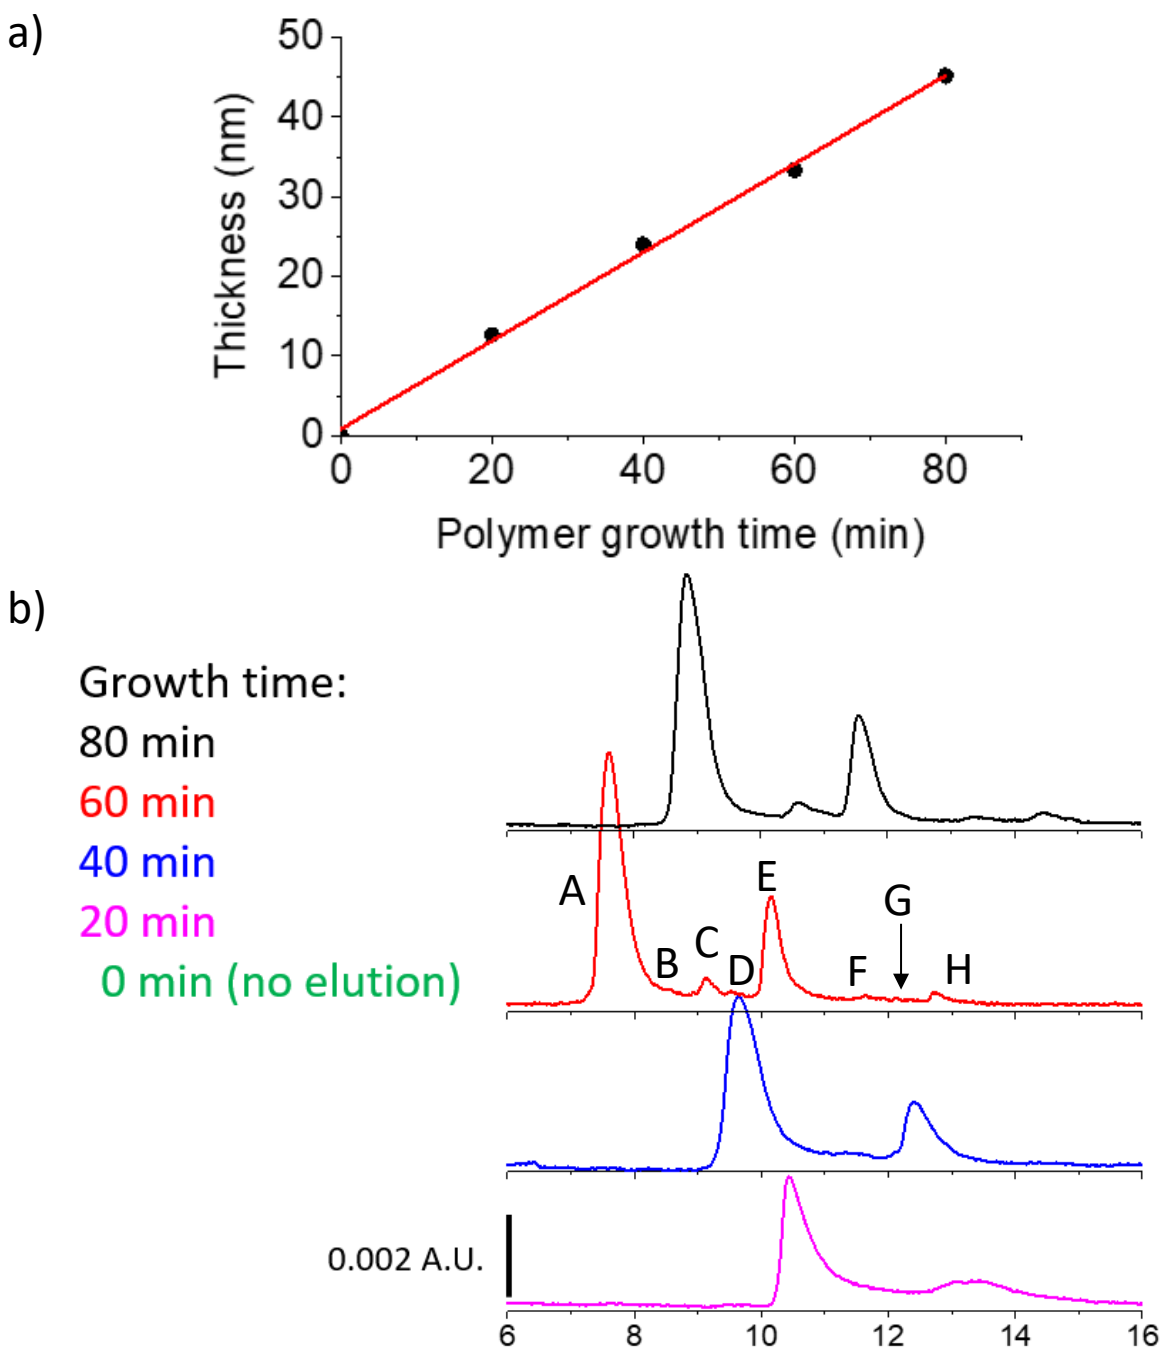 a)
50
40
30
20
10
0
Thickness (nm)
0 20 40 60 80
Polymer growth time (min)
b)
Growth time:
80 min
60 min
40 min
20 min
0 min (no elution)
A
B
C
D
E
F
G
H
0.002 A.U.
6 8 10 12 14 16